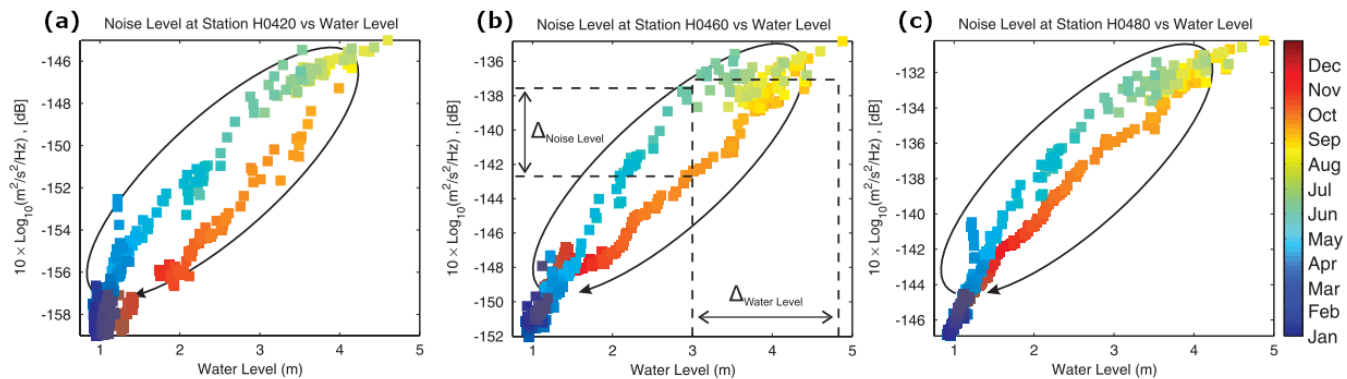 (a)
Noise Level at Station H0420 vs Water Level
10 × Log₁₀(m²/s²/Hz) , [dB]
-146
-148
-150
-152
-154
-156
-158
1
2
3
4
5
Water Level (m)
(b)
Noise Level at Station H0460 vs Water Level
10 × Log₁₀(m²/s²/Hz) , [dB]
-136
-138
-140
-142
-144
-146
-148
-150
-152
Δ Noise Level
Δ Water Level
1
2
3
4
5
Water Level (m)
(c)
Noise Level at Station H0480 vs Water Level
10 × Log₁₀(m²/s²/Hz) , [dB]
-132
-134
-136
-138
-140
-142
-144
-146
1
2
3
4
5
Water Level (m)
Dec
Nov
Oct
Sep
Aug
Jul
Jun
May
Apr
Mar
Feb
Jan